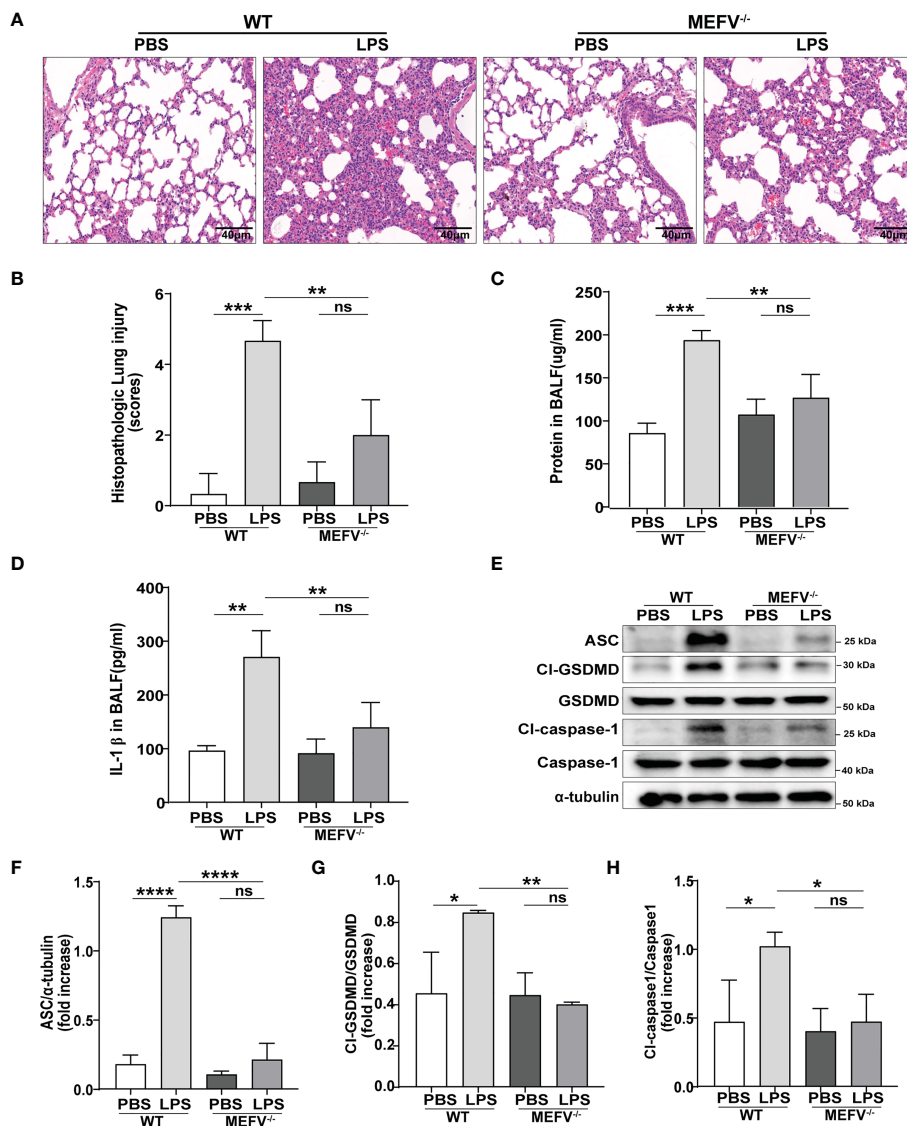 A
WT
MEFV-/-
PBS
LPS
PBS
LPS
40μm
40μm
40μm
40μm
B
Histopathologic Lung injury
(scores)
6
4
2
0
***
**
ns
PBS LPS PBS LPS
WT MEFV-/-
C
Protein in BALF(ug/ml)
250
200
150
100
50
0
***
**
ns
PBS LPS PBS LPS
WT MEFV-/-
D
IL-1 β in BALF(pg/ml)
400
300
200
100
0
**
**
ns
PBS LPS PBS LPS
WT MEFV-/-
E
WT MEFV-/-
PBS LPS PBS LPS
ASC 25 kDa
Cl-GSDMD 30 kDa
GSDMD 50 kDa
Cl-caspase-1 25 kDa
Caspase-1 40 kDa
α-tubulin 50 kDa
F
ASC/α-tubulin
(fold increase)
1.5
1.0
0.5
0.0
****
****
ns
PBS LPS PBS LPS
WT MEFV-/-
G
Cl-GSDMD/GSDMD
(fold increase)
0.8
0.8
0.6
0.4
0.2
0.0
*
**
ns
PBS LPS PBS LPS
WT MEFV-/-
H
Cl-caspase1/Caspase1
(fold increase)
1.5
1.0
0.5
0.0
*
*
ns
PBS LPS PBS LPS
WT MEFV-/-